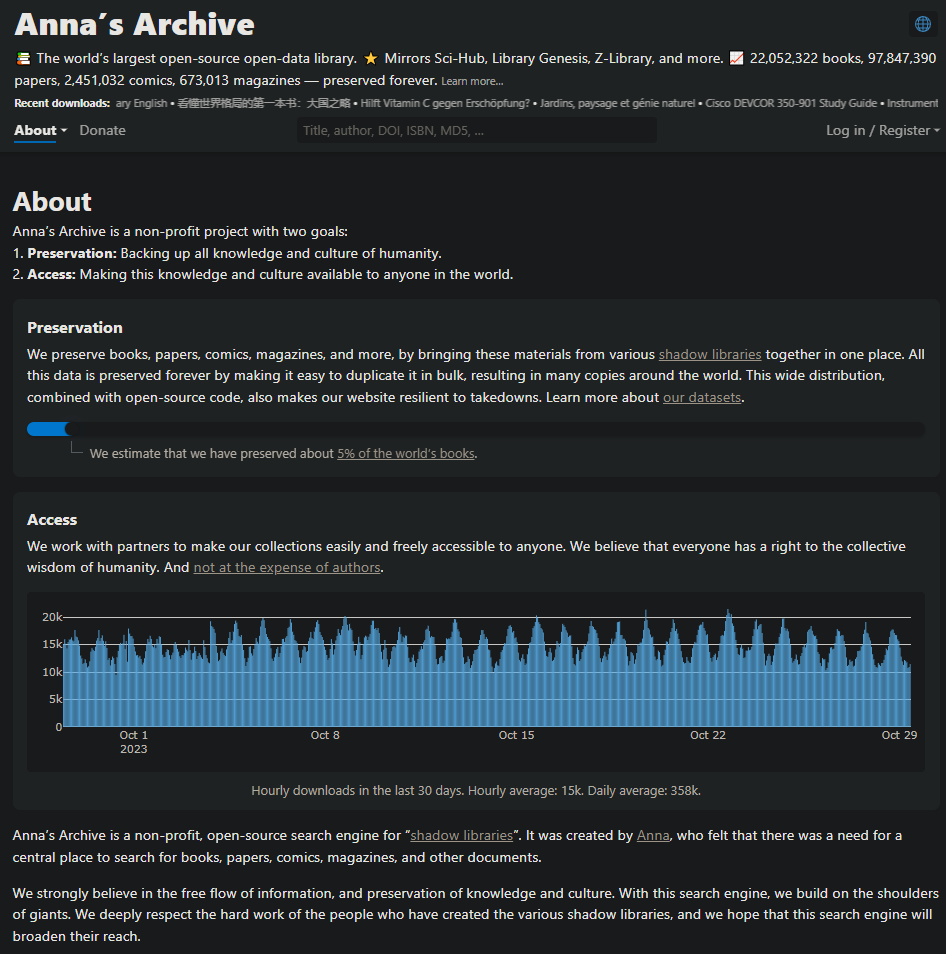 Anna’s Archive
📚 The world’s largest open-source open-data library. ⭐ Mirrors Sci-Hub, Library Genesis, Z-Library, and more. 📈 22,052,322 books, 97,847,390
papers, 2,451,032 comics, 673,013 magazines — preserved forever. Learn more…
Recent downloads: ary English • 看懂世界格局的第一本书：大国之略 • Hilft Vitamin C gegen Erschöpfung? • Jardins, paysage et génie naturel • Cisco DEVCOR 350-901 Study Guide • Instrument
About Donate Title, author, DOI, ISBN, MD5, … Log in / Register
About
Anna’s Archive is a non-profit project with two goals:
1. Preservation: Backing up all knowledge and culture of humanity.
2. Access: Making this knowledge and culture available to anyone in the world.
Preservation
We preserve books, papers, comics, magazines, and more, by bringing these materials from various shadow libraries together in one place. All
this data is preserved forever by making it easy to duplicate it in bulk, resulting in many copies around the world. This wide distribution,
combined with open-source code, also makes our website resilient to takedowns. Learn more about our datasets.
We estimate that we have preserved about 5% of the world’s books.
Access
We work with partners to make our collections easily and freely accessible to anyone. We believe that everyone has a right to the collective
wisdom of humanity. And not at the expense of authors.
20k
15k
10k
5k
0
Oct 1 Oct 8 Oct 15 Oct 22 Oct 29
2023
Hourly downloads in the last 30 days. Hourly average: 15k. Daily average: 358k.
Anna’s Archive is a non-profit, open-source search engine for “shadow libraries”. It was created by Anna, who felt that there was a need for a
central place to search for books, papers, comics, magazines, and other documents.
We strongly believe in the free flow of information, and preservation of knowledge and culture. With this search engine, we build on the shoulders
of giants. We deeply respect the hard work of the people who have created the various shadow libraries, and we hope that this search engine will
broaden their reach.